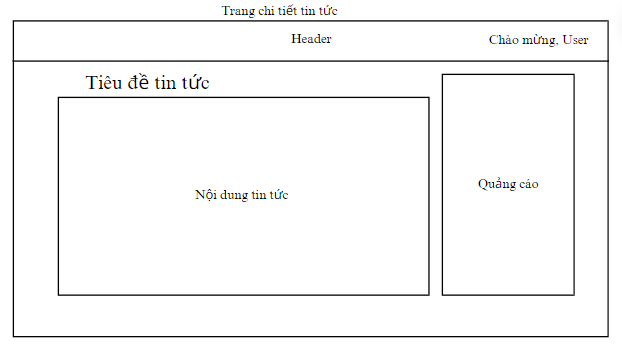 Trang chi tiết tin tức
Header
Chào mừng, User
Tiêu đề tin tức
Nội dung tin tức
Quảng cáo